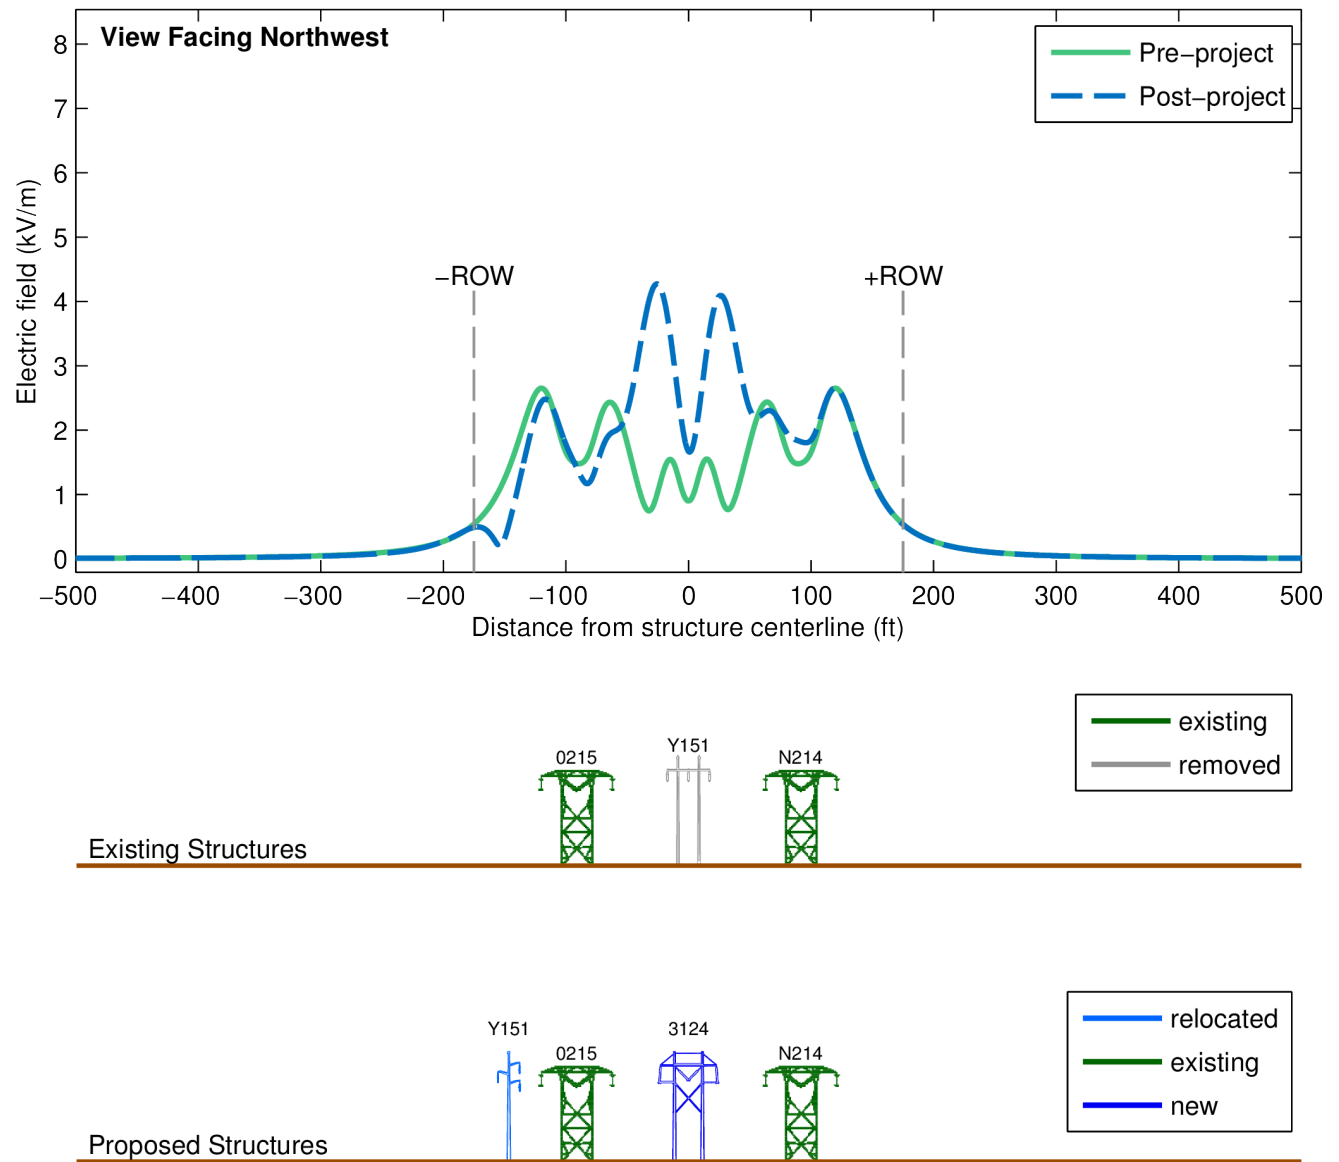 View Facing Northwest
Pre−project
Post−project
8
7
6
5
4
3
2
1
0
Electric field (kV/m)
−ROW
+ROW
−500 −400 −300 −200 −100 0 100 200 300 400 500
Distance from structure centerline (ft)
existing
removed
0215 Y151 N214
Existing Structures
relocated
existing
new
Y151 0215 3124 N214
Proposed Structures